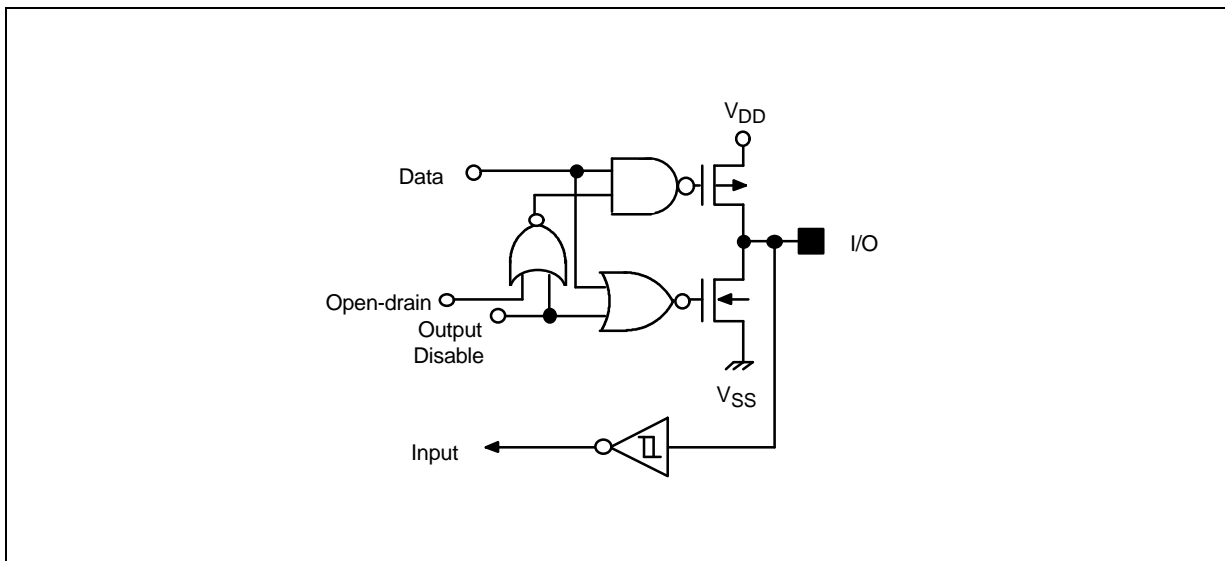 VDD
Data
I/O
Open-drain
Output
Disable
VSS
Input